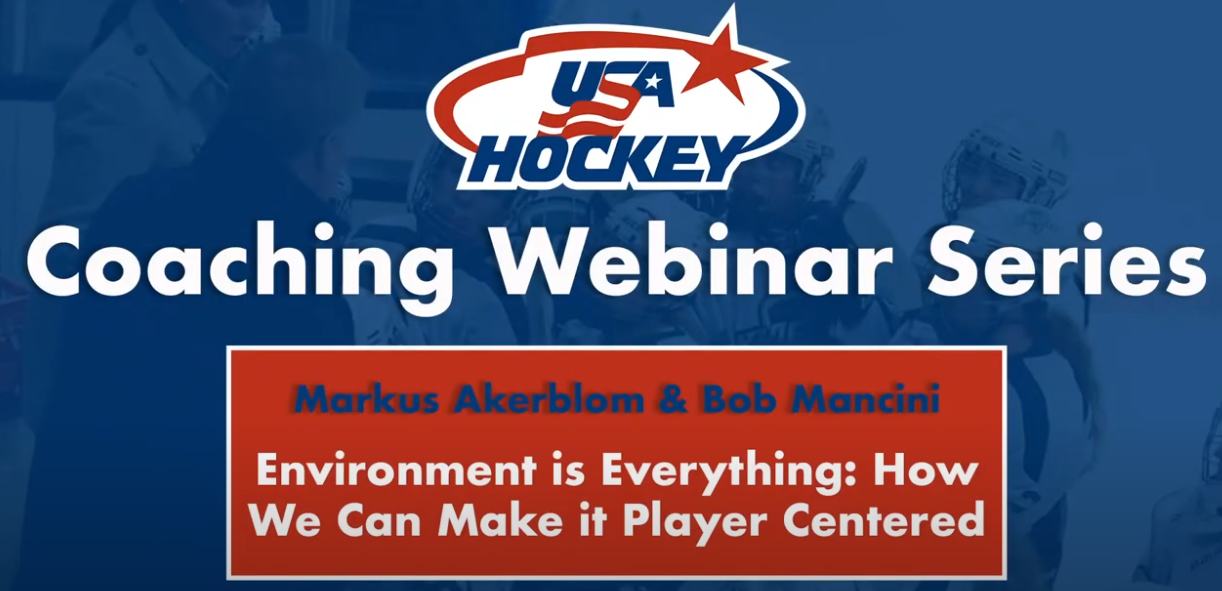 USA
HOCKEY
Coaching Webinar Series
Markus Akerblom & Bob Mancini
Environment is Everything: How
We Can Make it Player Centered